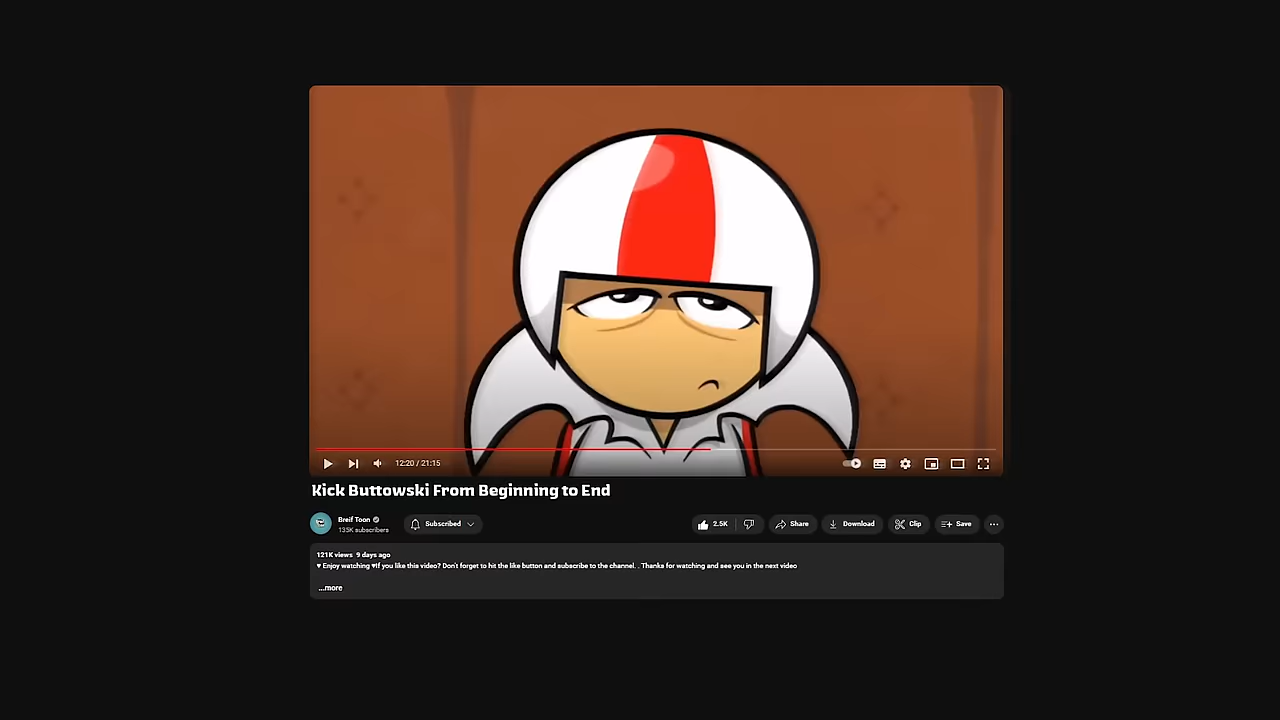 12:20 / 21:15
Kick Buttowski From Beginning to End
Breif Toon
135K subscribers
Subscribed
2.5K
Share
Download
Clip
Save
121K views 9 days ago
♥ Enjoy watching ♥If you like this video? Don't forget to hit the like button and subscribe to the channel. . Thanks for watching and see you in the next video
...more